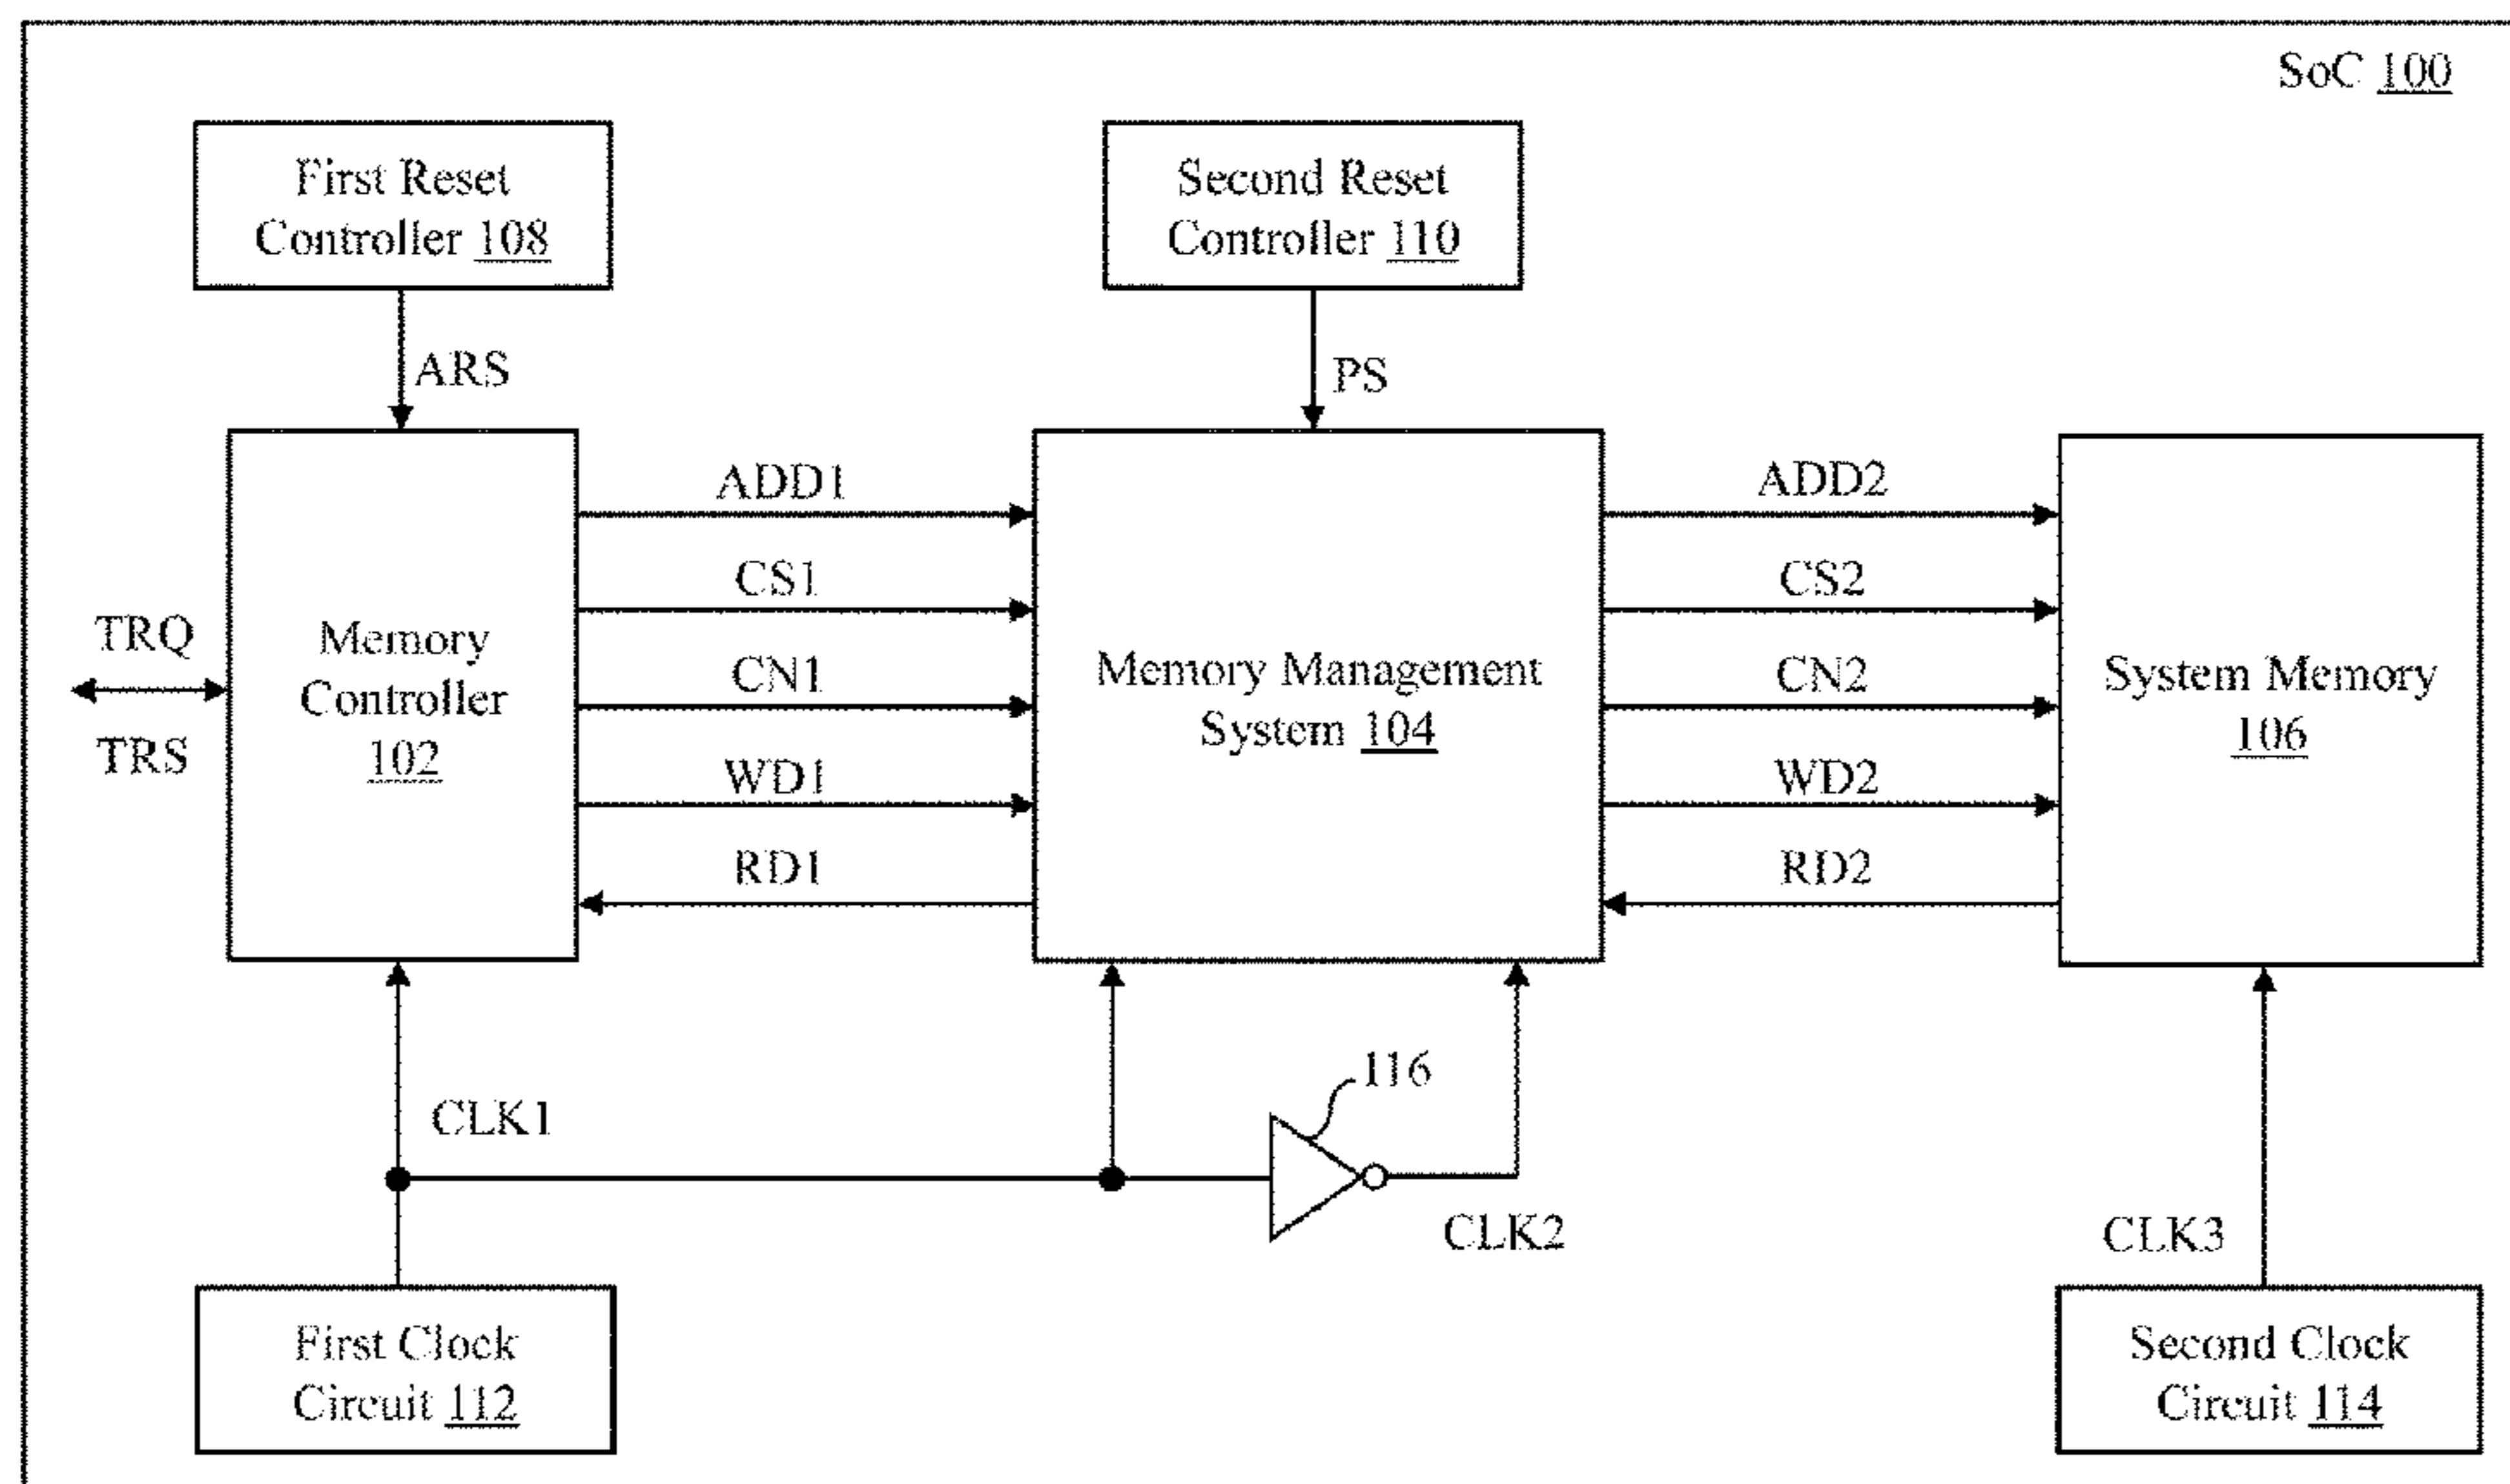 SoC 100
First Reset
Controller 108
Second Reset
Controller 110
ARS
PS
ADD1
ADD2
CS1
CS2
TRQ
TRS
Memory
Controller
102
CN1
CN2
Memory Management
System 104
System Memory
106
WD1
WD2
RD1
RD2
116
CLK1
CLK2
CLK3
First Clock
Circuit 112
Second Clock
Circuit 114